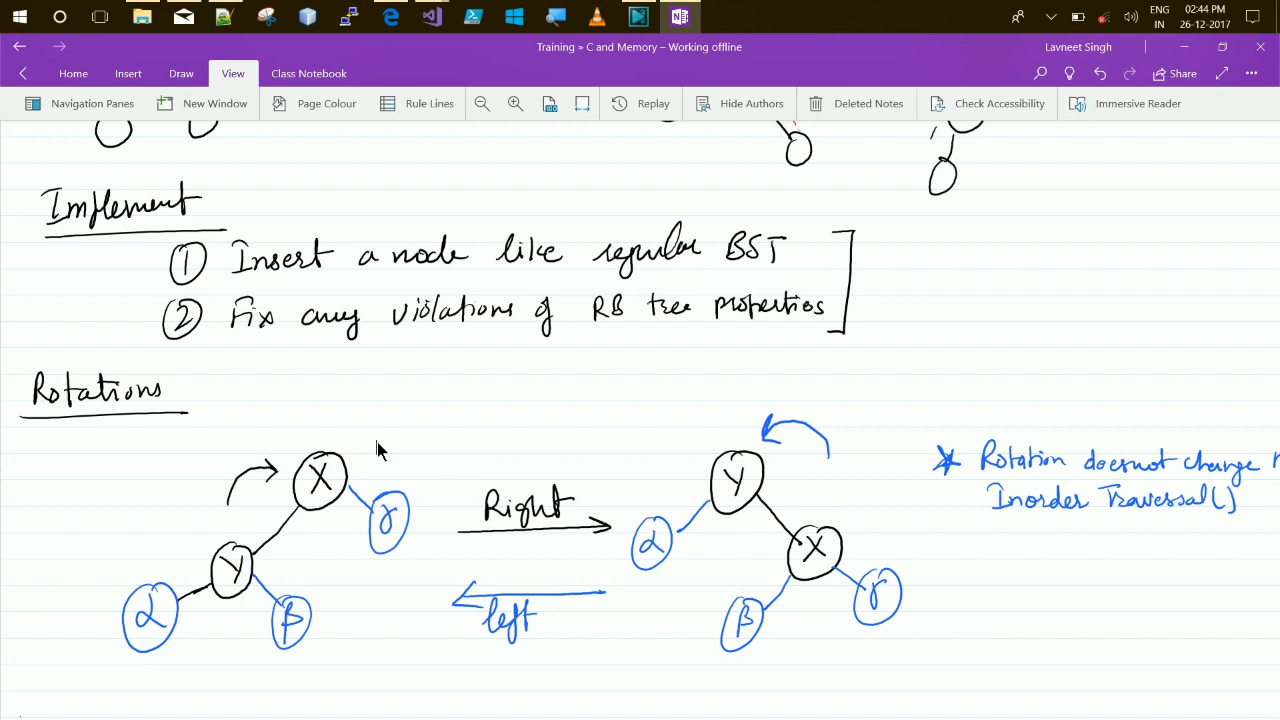 ENG
02:44 PM
IN
26-12-2017
Training » C and Memory – Working offline
Lavneet Singh
Home Insert Draw View Class Notebook
Share
Navigation Panes New Window Page Colour Rule Lines Replay Hide Authors Deleted Notes Check Accessibility Immersive Reader
Implement
① Insert a node like regular BST
② Fix any violations of RB tree properties
Rotations
X
γ
Y
α
β
Right
left
Y
α
X
β
γ
* Rotation doesnot change
Inorder Traversal()